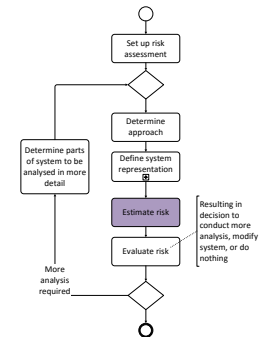 Set up risk
assessment
Determine
approach
Determine parts
of system to be
analysed in more
detail
Define system
representation
Estimate risk
Evaluate risk
Resulting in
decision to
conduct more
analysis, modify
system, or do
nothing
More
analysis
required